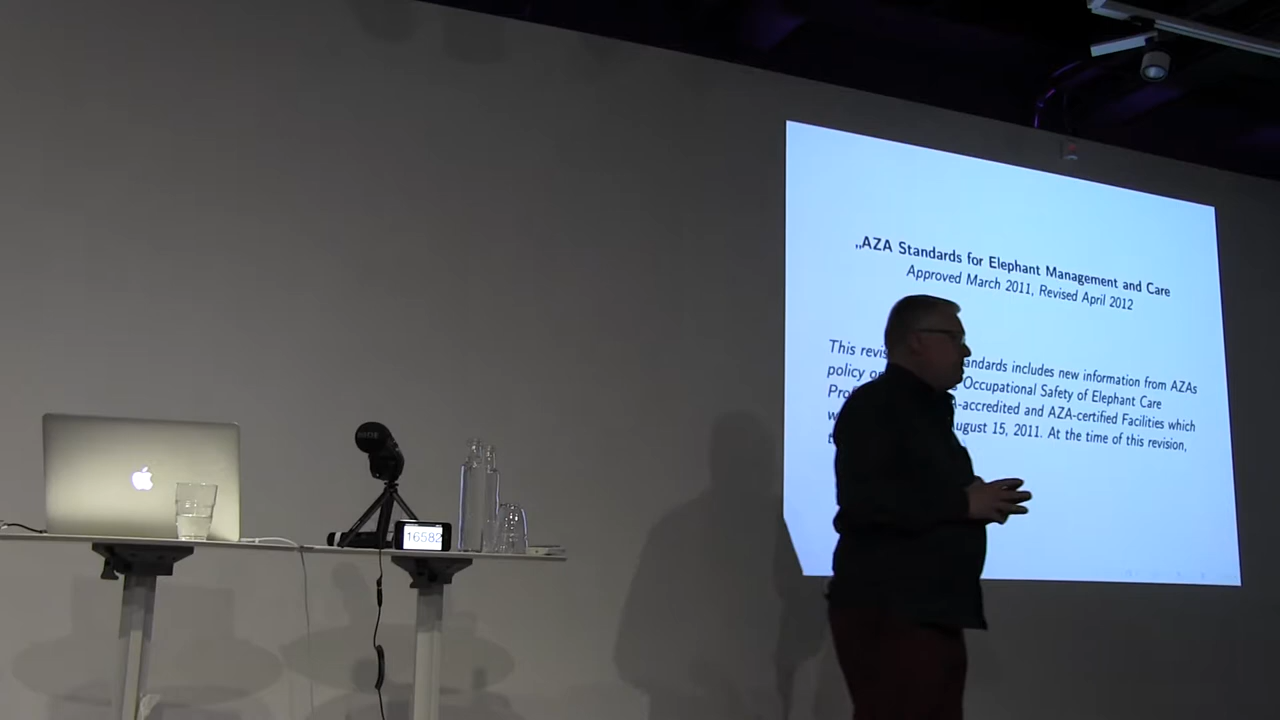 „AZA Standards for Elephant Management and Care
Approved March 2011, Revised April 2012
This revis andards includes new information from AZAs
policy o Occupational Safety of Elephant Care
Prof A-accredited and AZA-certified Facilities which
w ugust 15, 2011. At the time of this revision,
t
RODE
16582